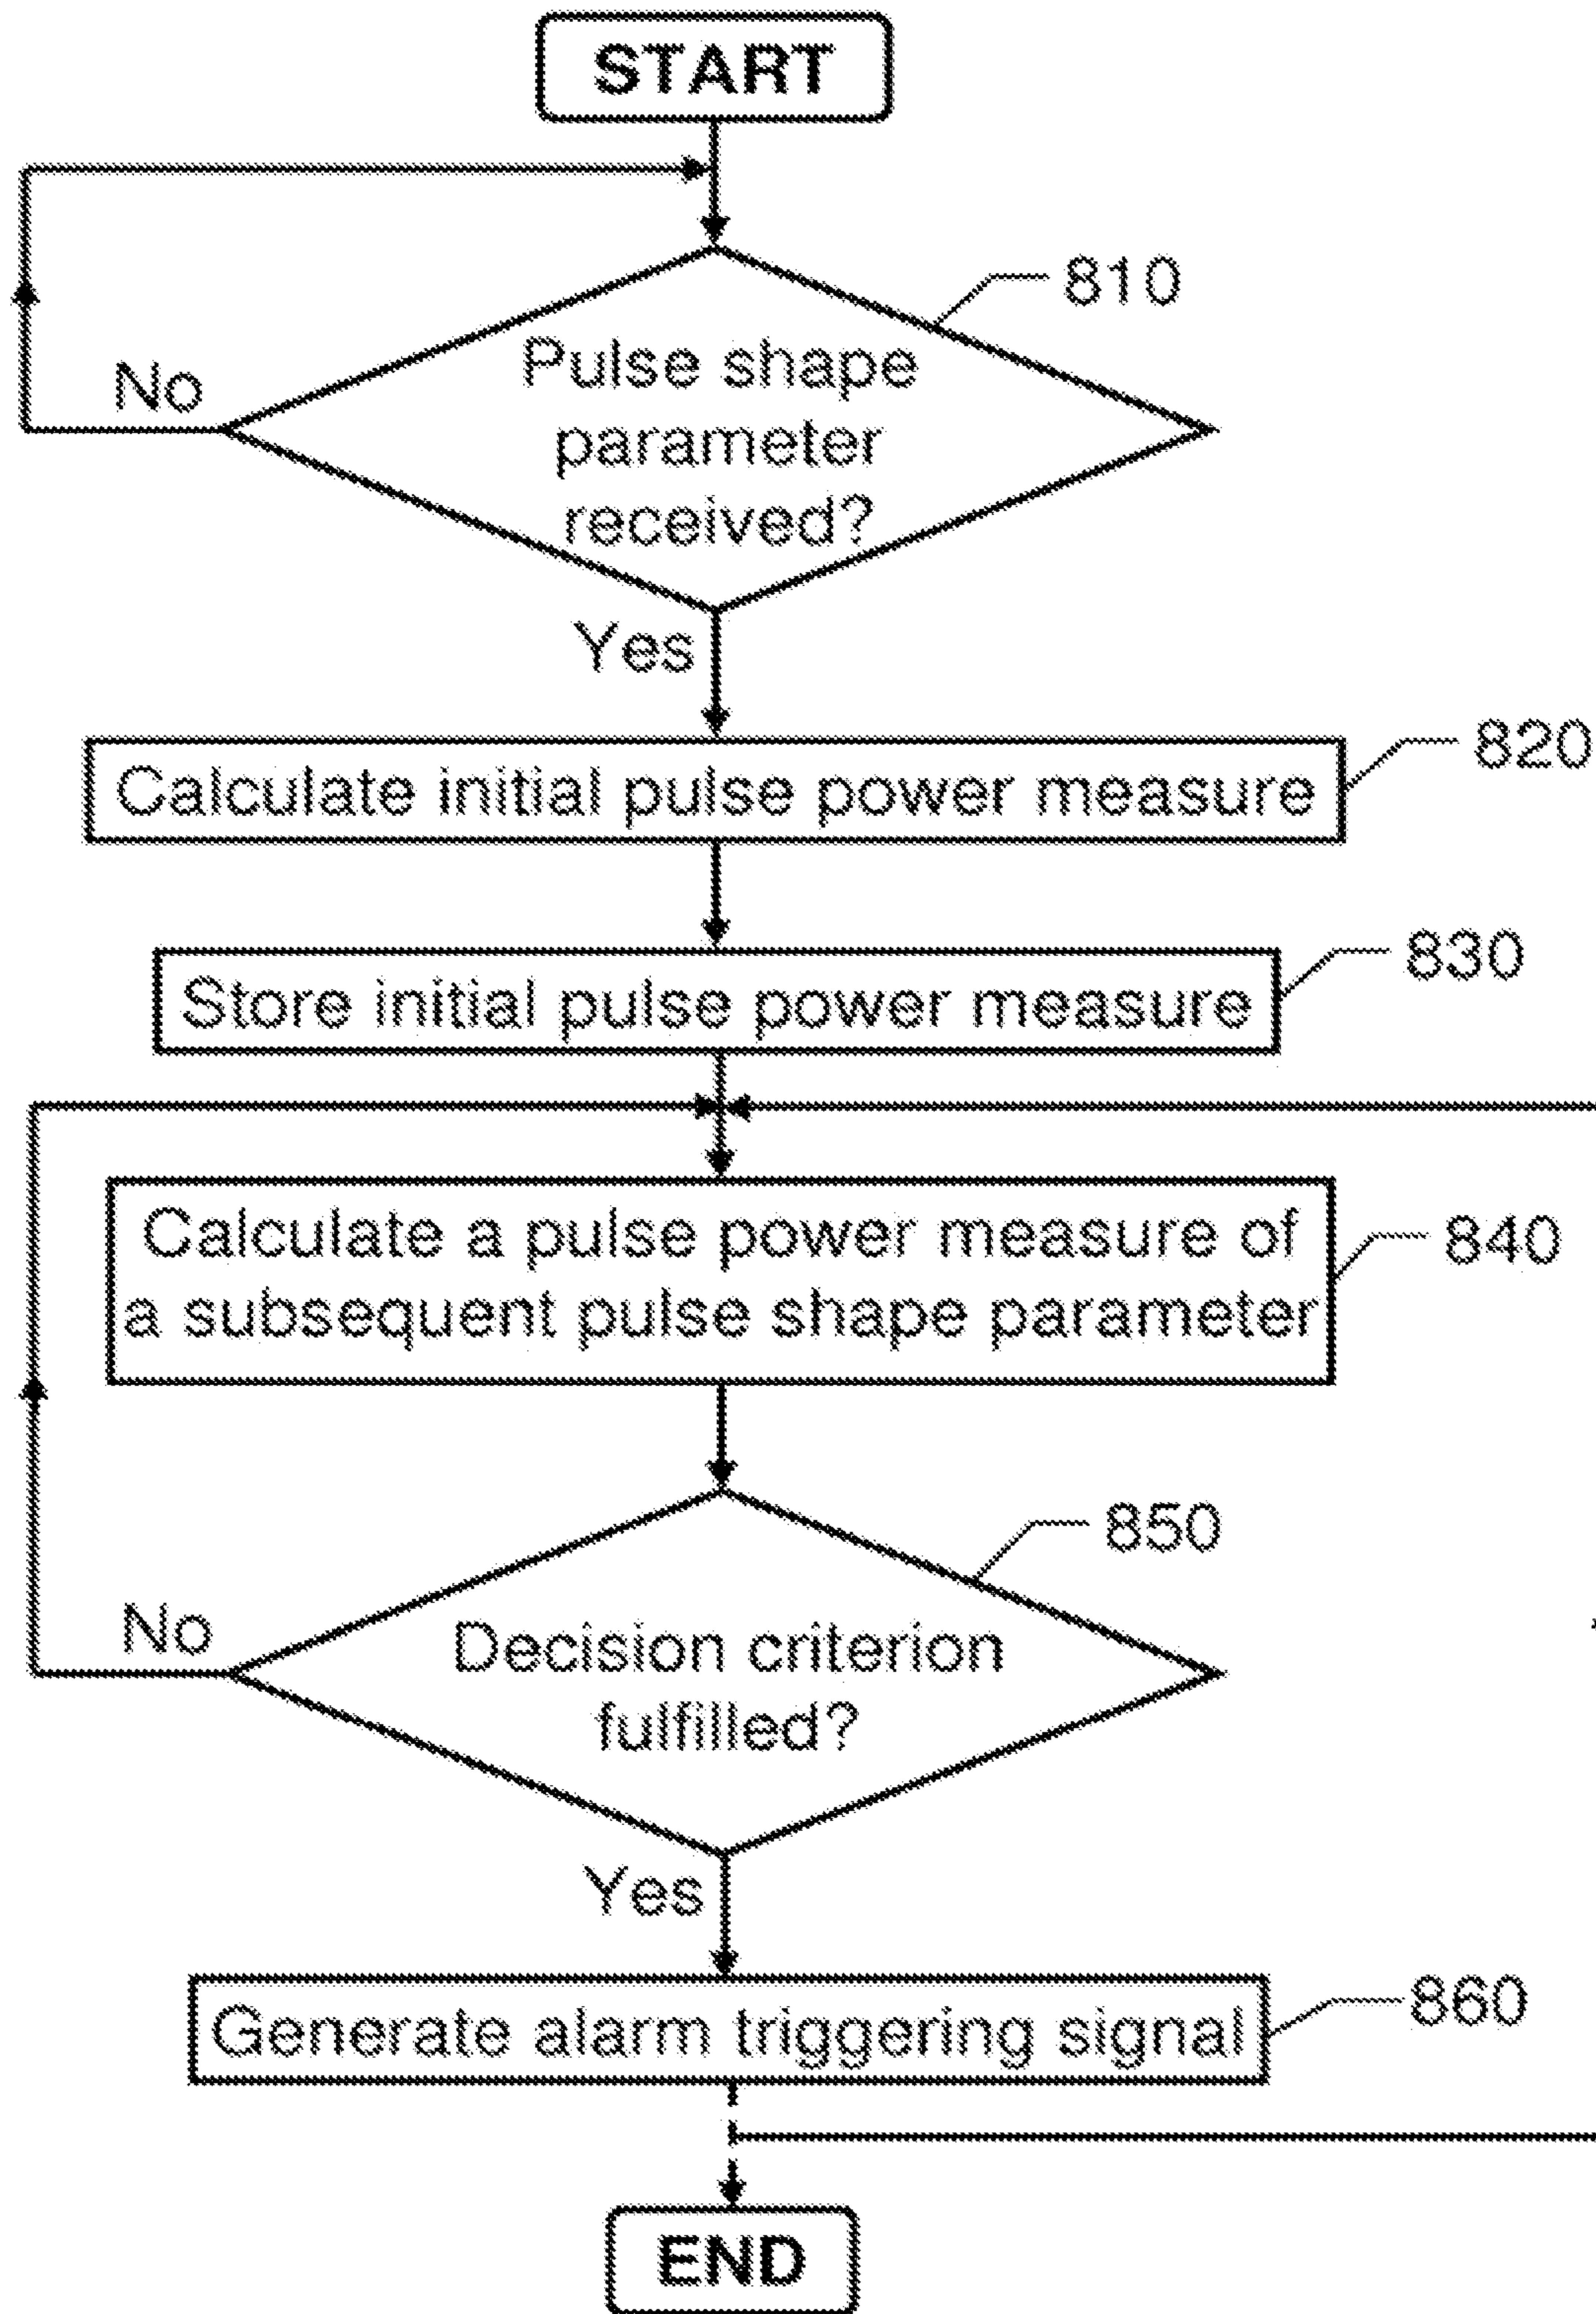 START
810
Pulse shape
parameter
received?
No
Yes
820
Calculate initial pulse power measure
830
Store initial pulse power measure
Calculate a pulse power measure of
a subsequent pulse shape parameter
840
850
Decision criterion
fulfilled?
No
Yes
860
Generate alarm triggering signal
END